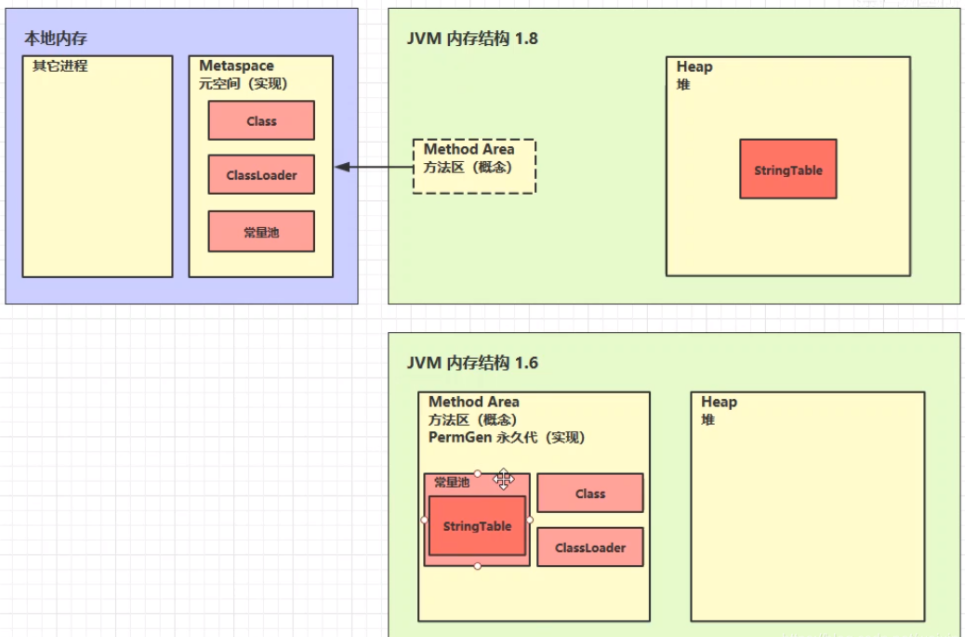 本地内存
其它进程
Metaspace
元空间（实现）
Class
ClassLoader
常量池
JVM 内存结构 1.8
Method Area
方法区（概念）
Heap
堆
StringTable
JVM 内存结构 1.6
Method Area
方法区（概念）
PermGen 永久代（实现）
常量池
StringTable
Class
ClassLoader
Heap
堆